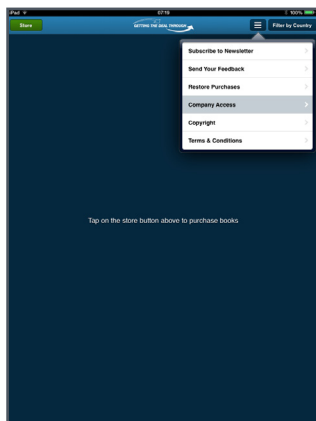 iPad 07:19 100%
Store GETTING THE DEAL THROUGH Filter by Country
Subscribe to Newsletter
Send Your Feedback
Restore Purchases
Company Access
Copyright
Terms & Conditions
Tap on the store button above to purchase books